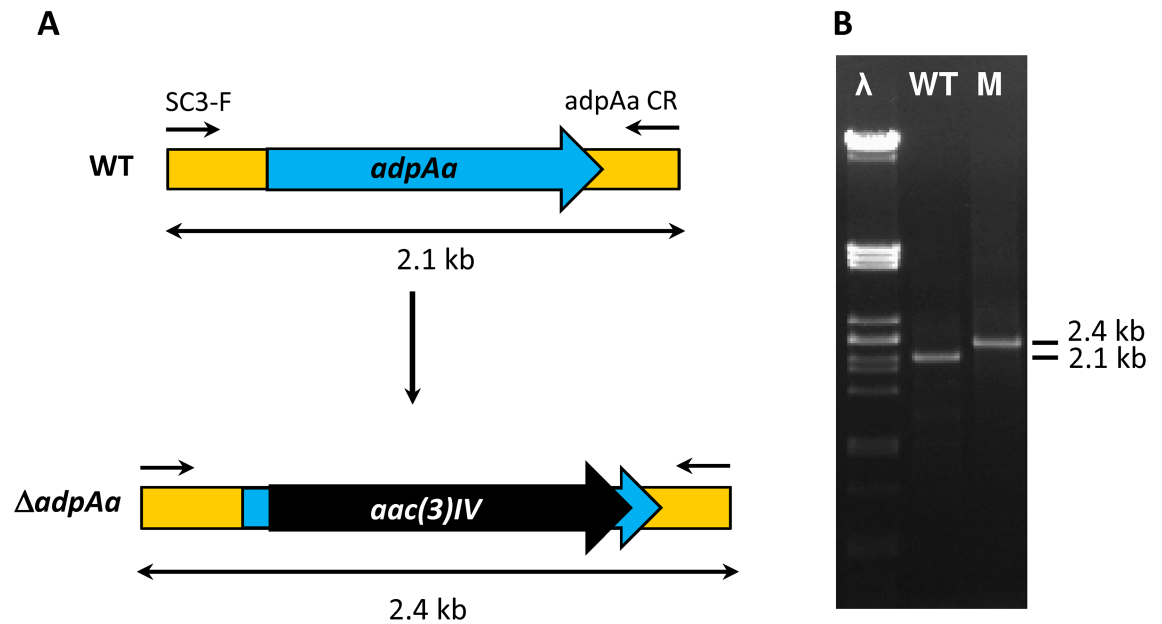 A
SC3-F
adpAa CR
WT
adpAa
2.1 kb
ΔadpAa
aac(3)IV
2.4 kb
B
λ WT M
2.4 kb
2.1 kb